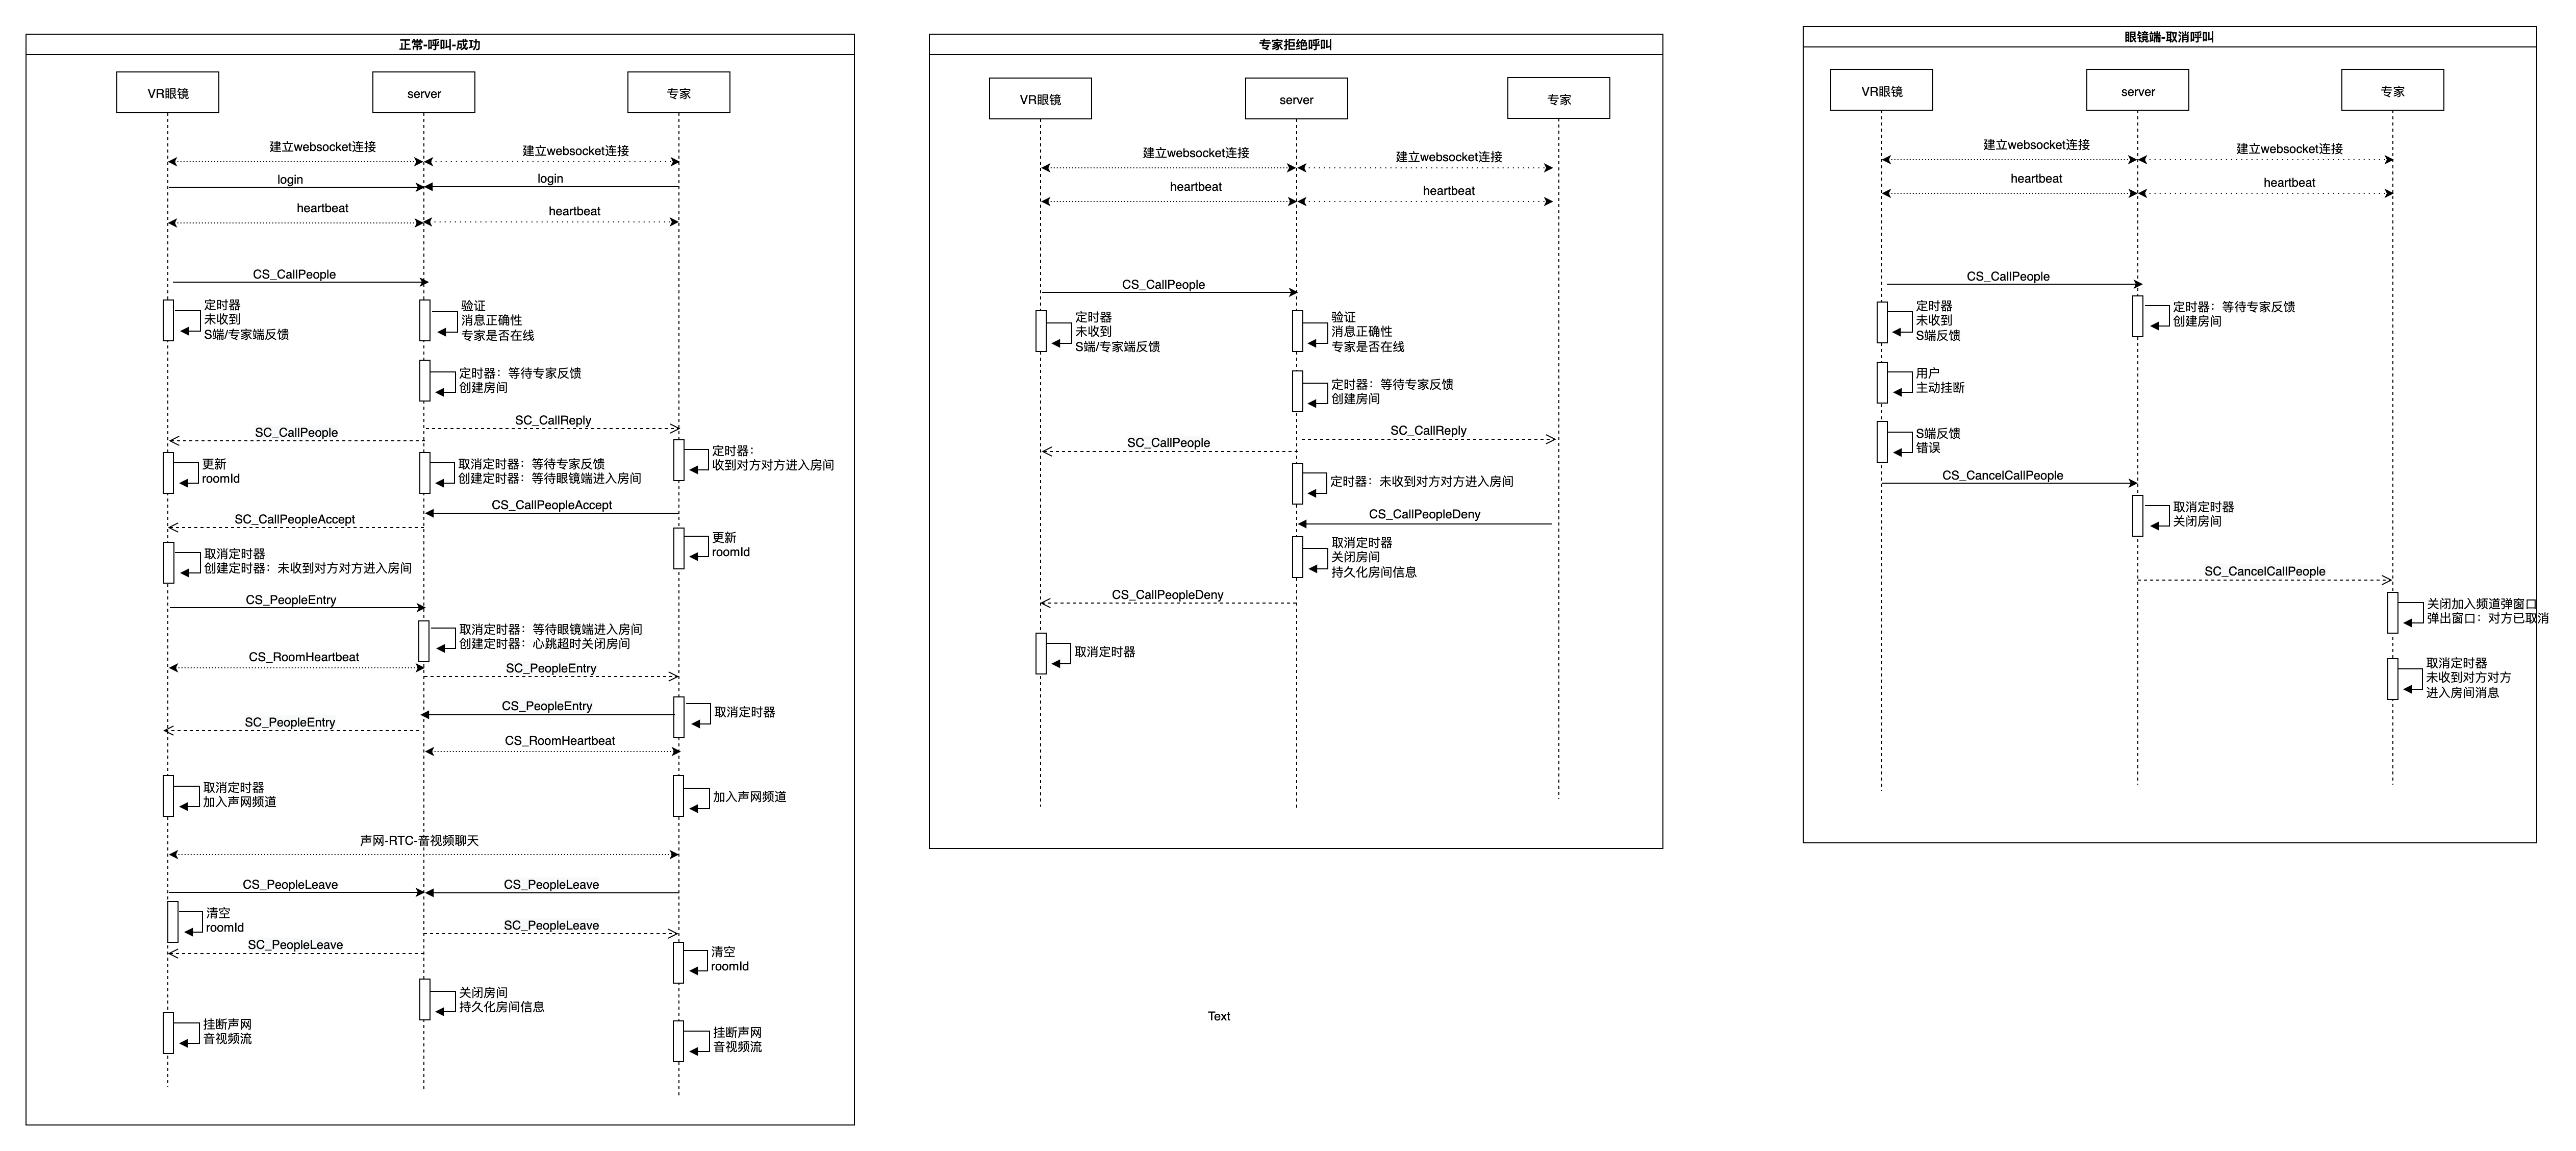 正常-呼叫-成功
VR眼镜
server
专家
建立websocket连接
建立websocket连接
login
login
heartbeat
heartbeat
CS_CallPeople
定时器
未收到
S端/专家端反馈
验证
消息正确性
专家是否在线
定时器：等待专家反馈
创建房间
SC_CallReply
SC_CallPeople
定时器：
收到对方对方进入房间
更新
roomId
取消定时器：等待专家反馈
创建定时器：等待眼镜端进入房间
CS_CallPeopleAccept
SC_CallPeopleAccept
更新
roomId
取消定时器
创建定时器：未收到对方对方进入房间
CS_PeopleEntry
取消定时器：等待眼镜端进入房间
创建定时器：心跳超时关闭房间
CS_RoomHeartbeat
SC_PeopleEntry
CS_PeopleEntry
取消定时器
SC_PeopleEntry
CS_RoomHeartbeat
取消定时器
加入声网频道
加入声网频道
声网-RTC-音视频聊天
CS_PeopleLeave
CS_PeopleLeave
清空
roomId
SC_PeopleLeave
SC_PeopleLeave
清空
roomId
关闭房间
持久化房间信息
挂断声网
音视频流
挂断声网
音视频流
专家拒绝呼叫
VR眼镜
server
专家
建立websocket连接
建立websocket连接
heartbeat
heartbeat
CS_CallPeople
定时器
未收到
S端/专家端反馈
验证
消息正确性
专家是否在线
定时器：等待专家反馈
创建房间
SC_CallReply
SC_CallPeople
定时器：未收到对方对方进入房间
CS_CallPeopleDeny
取消定时器
关闭房间
持久化房间信息
CS_CallPeopleDeny
取消定时器
Text
眼镜端-取消呼叫
VR眼镜
server
专家
建立websocket连接
建立websocket连接
heartbeat
heartbeat
CS_CallPeople
定时器
未收到
S端反馈
定时器：等待专家反馈
创建房间
用户
主动挂断
S端反馈
错误
CS_CancelCallPeople
取消定时器
关闭房间
SC_CancelCallPeople
关闭加入频道弹窗口
弹出窗口：对方已取消
取消定时器
未收到对方对方
进入房间消息